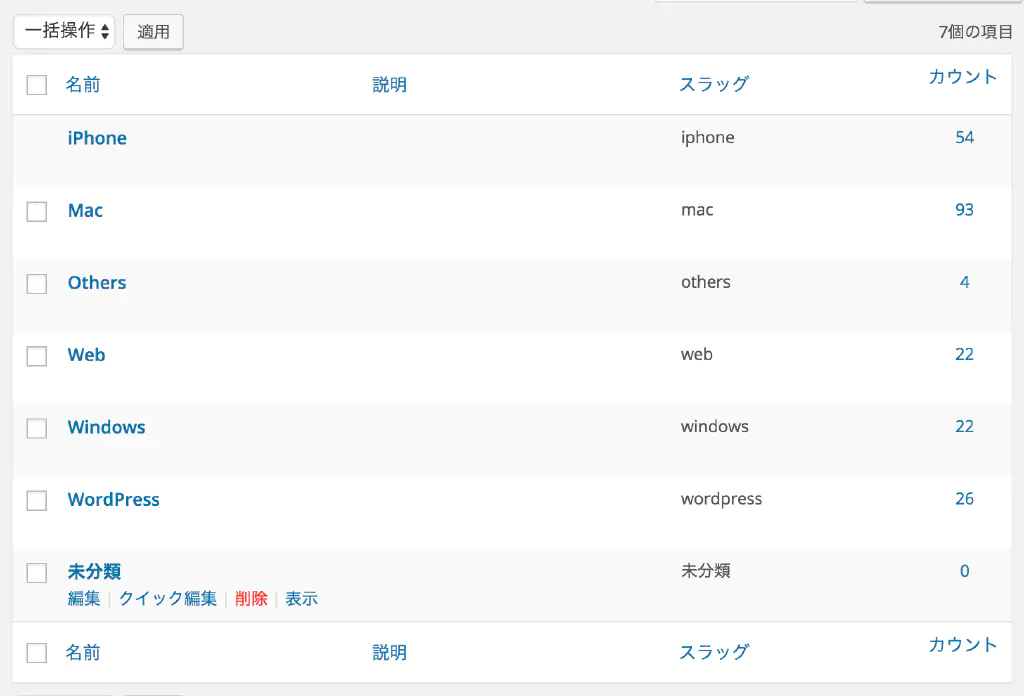 一括操作 適用 7個の項目
名前 説明 スラッグ カウント
iPhone iphone 54
Mac mac 93
Others others 4
Web web 22
Windows windows 22
WordPress wordpress 26
未分類 未分類 0
編集 | クイック編集 | 削除 | 表示
名前 説明 スラッグ カウント